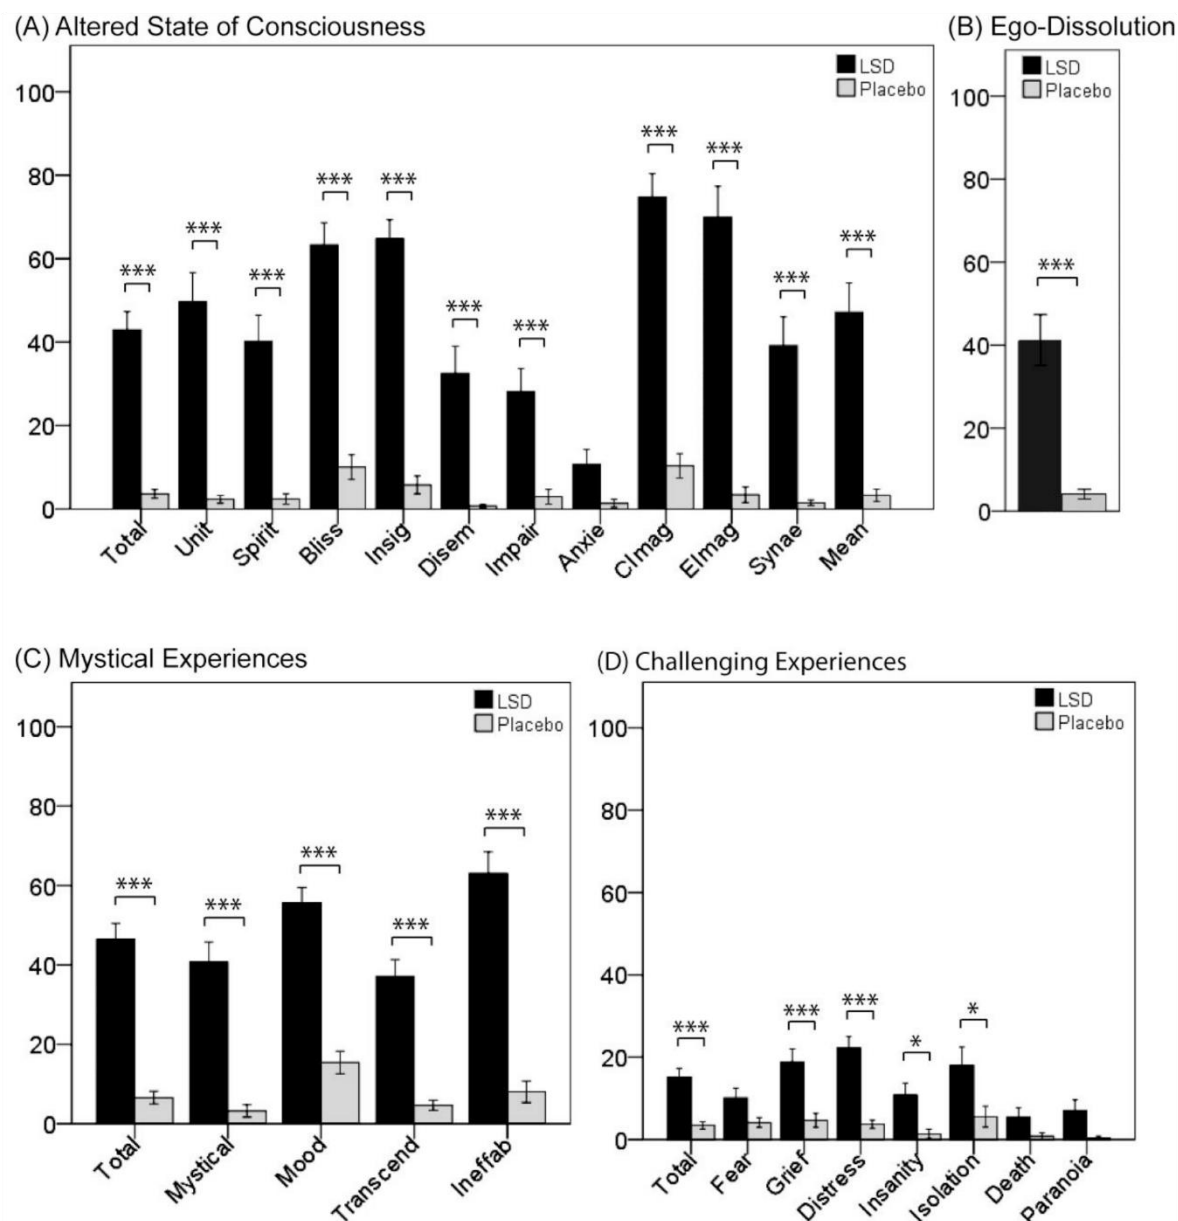 (A) Altered State of Consciousness
LSD
Placebo
100
80
60
40
20
0
***
***
***
***
***
***
***
***
***
***
***
Total
Unit
Spirit
Bliss
Insig
Disem
Impair
Anxie
CImag
EImag
Synae
Mean
(B) Ego-Dissolution
LSD
Placebo
100
80
60
40
20
0
***
(C) Mystical Experiences
LSD
Placebo
100
80
60
40
20
0
***
***
***
***
***
Total
Mystical
Mood
Transcend
Ineffab
(D) Challenging Experiences
LSD
Placebo
100
80
60
40
20
0
***
***
***
*
*
Total
Fear
Grief
Distress
Insanity
Isolation
Death
Paranoia